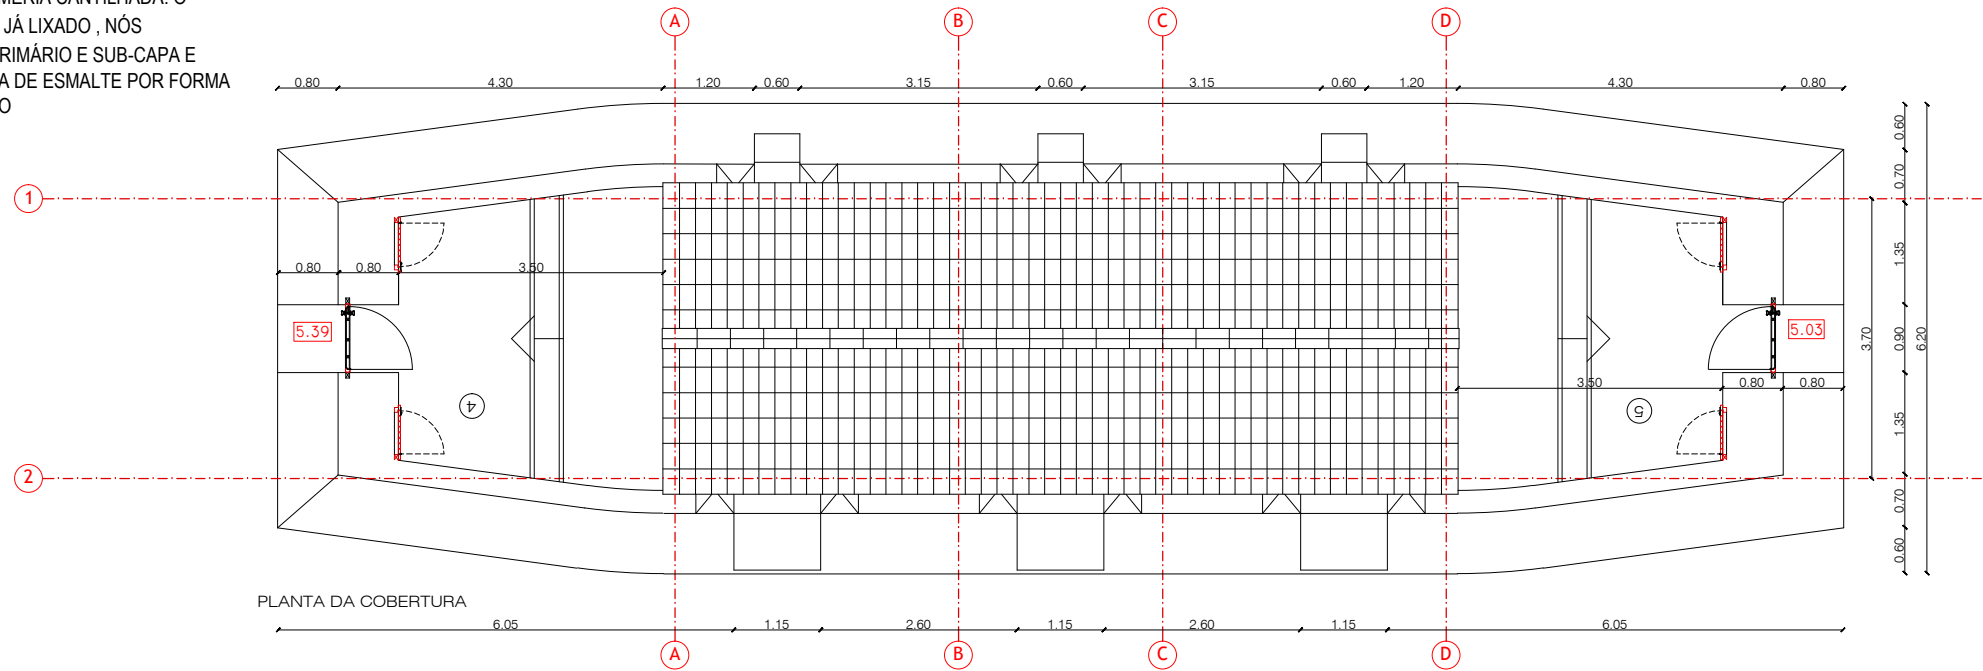 MERIA CANTILHADA. O
JÁ LIXADO , NÓS
RIMÁRIO E SUB-CAPA E
A DE ESMALTE POR FORMA
O
A B C D
0.80 4.30 1.20 0.60 3.15 0.60 3.15 0.60 1.20 4.30 0.80
0.60
0.70
1
0.80 0.80 3.50
1.35
5.39
5.03
3.70 0.90 6.20
3.50 0.80 0.80
4
5
1.35
2
0.70
0.60
PLANTA DA COBERTURA
6.05 1.15 2.60 1.15 2.60 1.15 6.05
A B C D